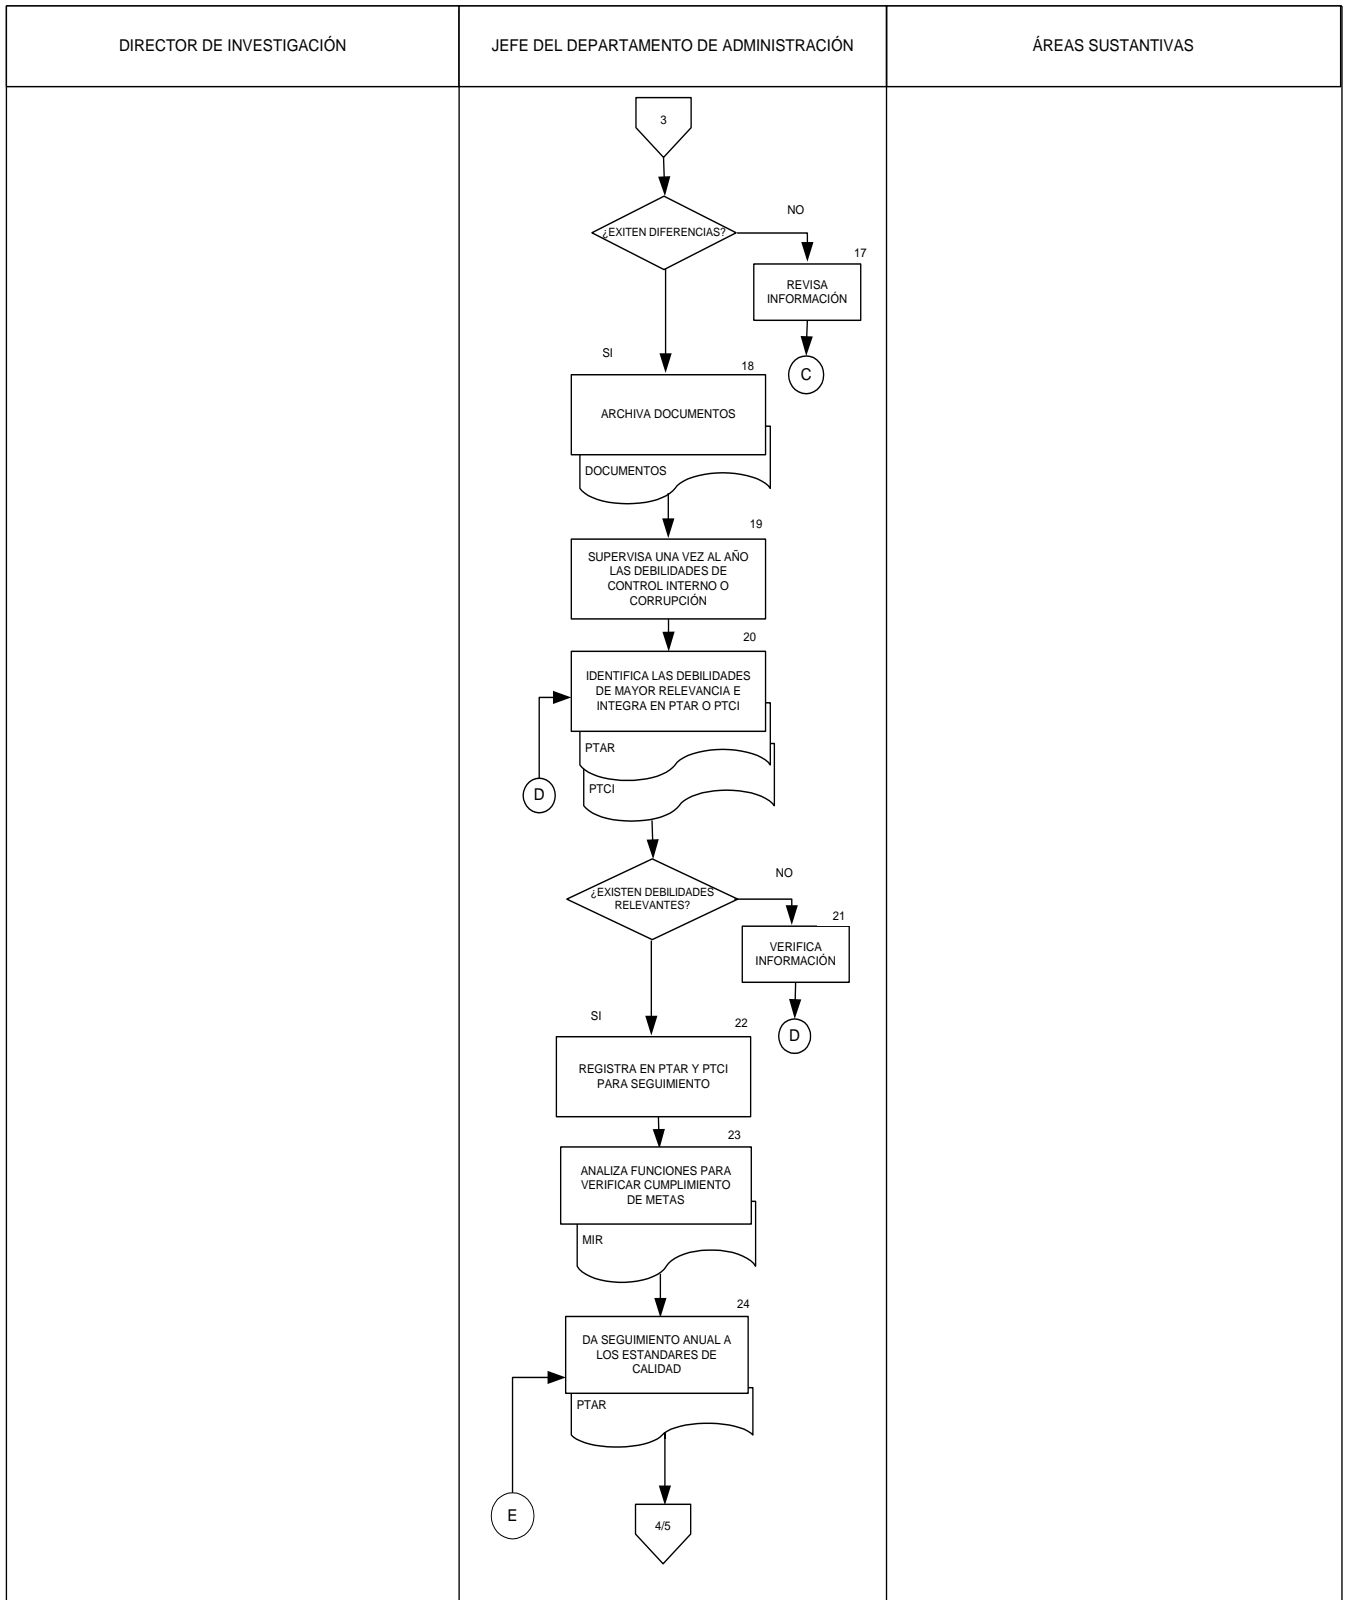 DIRECTOR DE INVESTIGACIÓN
JEFE DEL DEPARTAMENTO DE ADMINISTRACIÓN
ÁREAS SUSTANTIVAS
3
¿EXITEN DIFERENCIAS?
NO
17
REVISA
INFORMACIÓN
C
SI
18
ARCHIVA DOCUMENTOS
DOCUMENTOS
19
SUPERVISA UNA VEZ AL AÑO
LAS DEBILIDADES DE
CONTROL INTERNO O
CORRUPCIÓN
20
IDENTIFICA LAS DEBILIDADES
DE MAYOR RELEVANCIA E
INTEGRA EN PTAR O PTCI
PTAR
PTCI
D
¿EXISTEN DEBILIDADES
RELEVANTES?
NO
21
VERIFICA
INFORMACIÓN
D
SI
22
REGISTRA EN PTAR Y PTCI
PARA SEGUIMIENTO
23
ANALIZA FUNCIONES PARA
VERIFICAR CUMPLIMIENTO
DE METAS
MIR
24
DA SEGUIMIENTO ANUAL A
LOS ESTANDARES DE
CALIDAD
PTAR
E
4/5